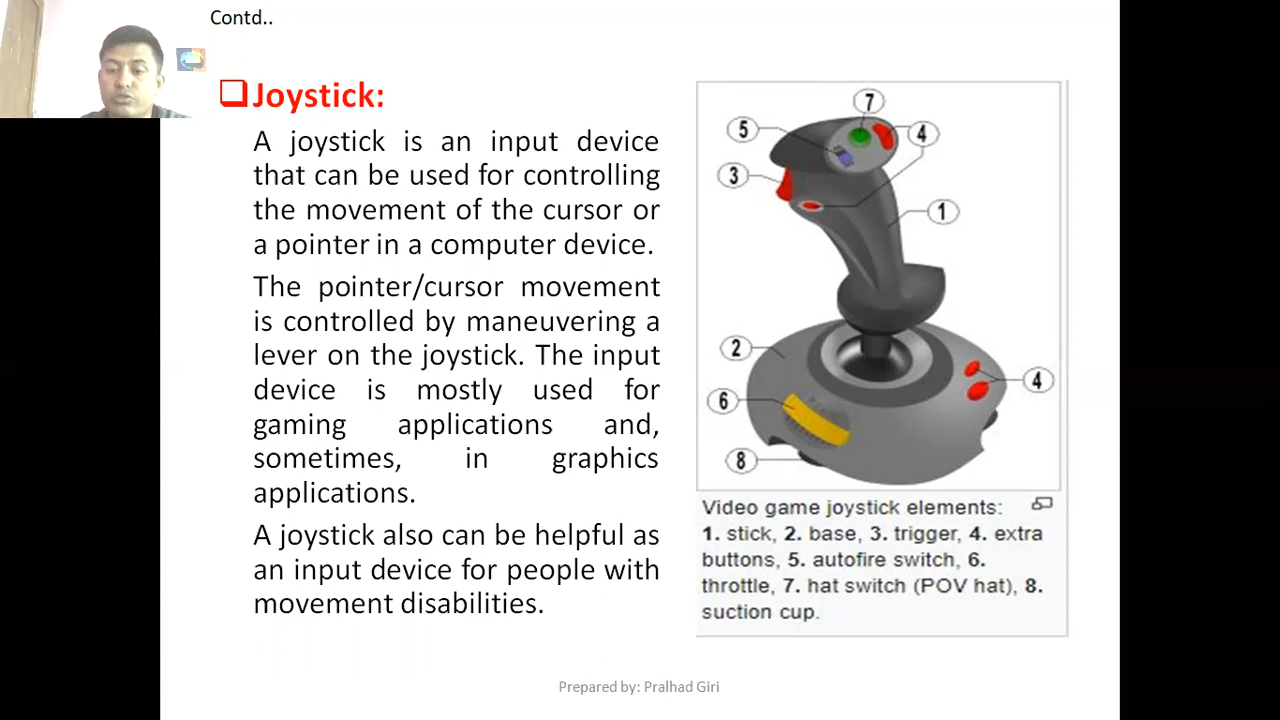 Contd..
Joystick:
A joystick is an input device
that can be used for controlling
the movement of the cursor or
a pointer in a computer device.
The pointer/cursor movement
is controlled by maneuvering a
lever on the joystick. The input
device is mostly used for
gaming applications and,
sometimes, in graphics
applications.
A joystick also can be helpful as
an input device for people with
movement disabilities.
7
5
4
3
1
2
4
6
8
Video game joystick elements:
1. stick, 2. base, 3. trigger, 4. extra
buttons, 5. autofire switch, 6.
throttle, 7. hat switch (POV hat), 8.
suction cup.
Prepared by: Pralhad Giri